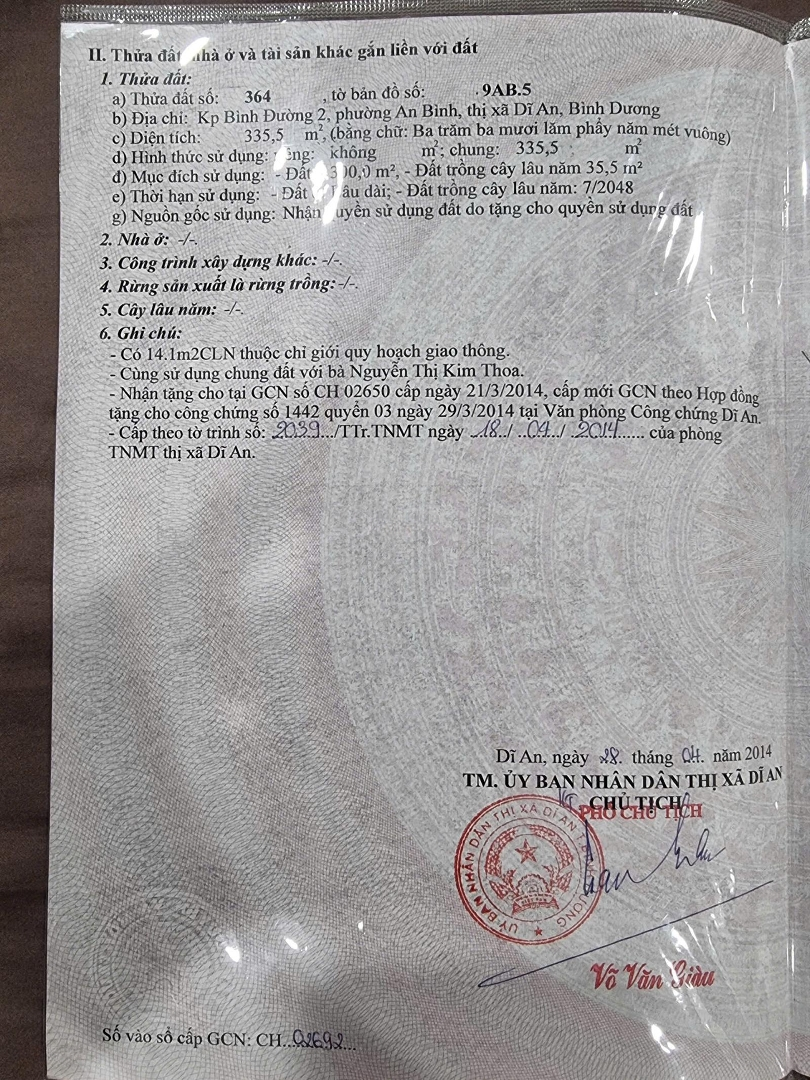 II. Thửa đất, nhà ở và tài sản khác gắn liền với đất
1. Thửa đất:
a) Thửa đất số: 364 , tờ bản đồ số: 9AB.5
b) Địa chỉ: Kp Bình Đường 2, phường An Bình, thị xã Dĩ An, Bình Dương
c) Diện tích: 335,5 m², (bằng chữ: Ba trăm ba mươi lăm phẩy năm mét vuông)
d) Hình thức sử dụng: riêng: không m²; chung: 335,5 m²
đ) Mục đích sử dụng: - Đất 300,0 m², - Đất trồng cây lâu năm 35,5 m²
e) Thời hạn sử dụng: - Đất lâu dài; - Đất trồng cây lâu năm: 7/2048
g) Nguồn gốc sử dụng: Nhận quyền sử dụng đất do tặng cho quyền sử dụng đất
2. Nhà ở: -/-.
3. Công trình xây dựng khác: -/-.
4. Rừng sản xuất là rừng trồng: -/-.
5. Cây lâu năm: -/-.
6. Ghi chú:
- Có 14.1m2CLN thuộc chỉ giới quy hoạch giao thông.
- Cùng sử dụng chung đất với bà Nguyễn Thị Kim Thoa.
- Nhận tặng cho tại GCN số CH 02650 cấp ngày 21/3/2014, cấp mới GCN theo Hợp đồng
tặng cho công chứng số 1442 quyển 03 ngày 29/3/2014 tại Văn phòng Công chứng Dĩ An.
- Cấp theo tờ trình số: 2039.../TTr.TNMT ngày ..18../ ..04../ ..2014...... của phòng
TNMT thị xã Dĩ An.
Dĩ An, ngày 28. tháng 04. năm 2014
TM. ỦY BAN NHÂN DÂN THỊ XÃ DĨ AN
KT CHỦ TỊCH
PHÓ CHỦ TỊCH
ỦY BAN NHÂN DÂN THỊ XÃ DĨ AN
Võ Văn Giàu
Số vào sổ cấp GCN: CH...02692...